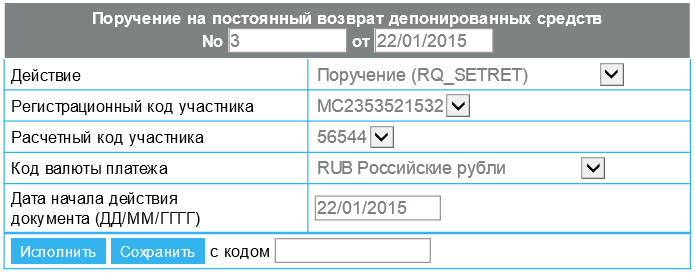 Поручение на постоянный возврат депонированных средств
No 3 от 22/01/2015
Действие Поручение (RQ_SETRET)
Регистрационный код участника MC2353521532
Расчетный код участника 56544
Код валюты платежа RUB Российские рубли
Дата начала действия
документа (ДД/ММ/ГГГГ) 22/01/2015
Исполнить Сохранить с кодом